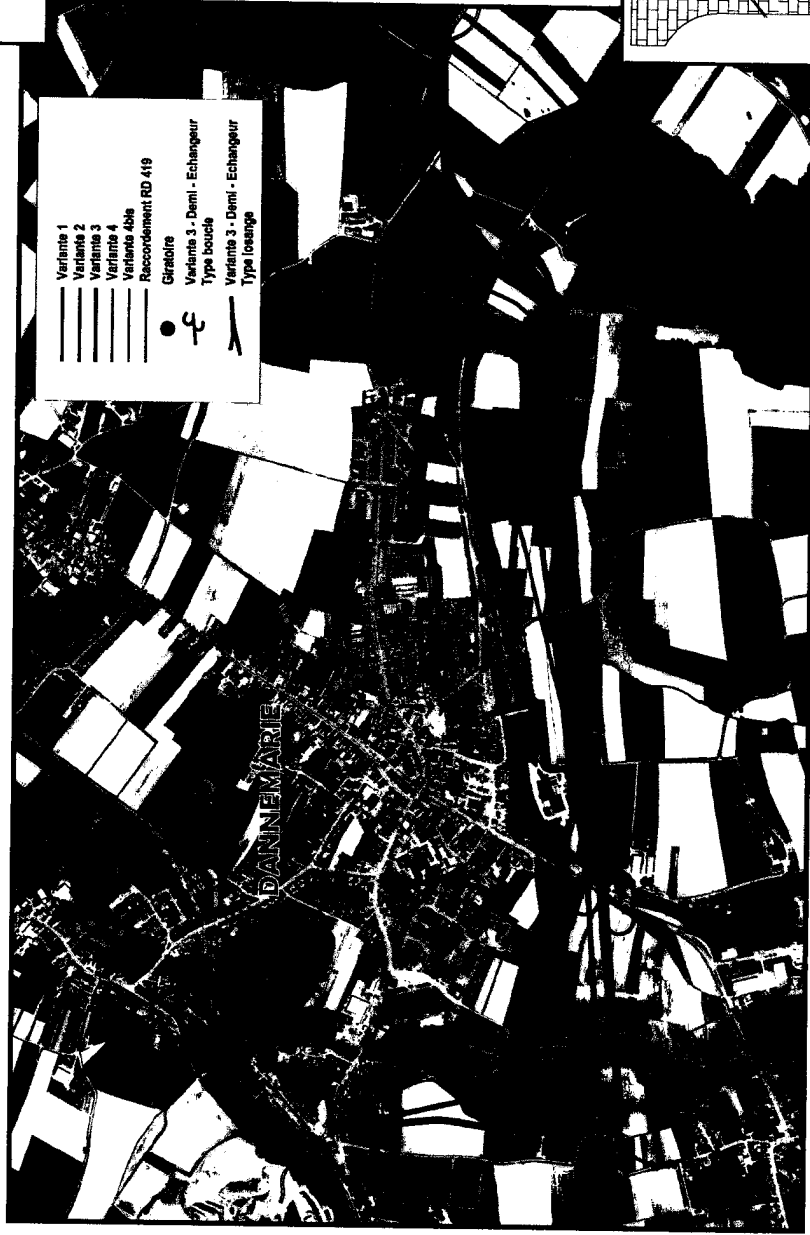 Variante 1
Variante 2
Variante 3
Variante 4
Variante 4bis
Raccordement RD 419
Giratoire
Variante 3 - Demi - Echangeur
Type boucle
Variante 3 - Demi - Echangeur
Type losange
DANNEMARIE